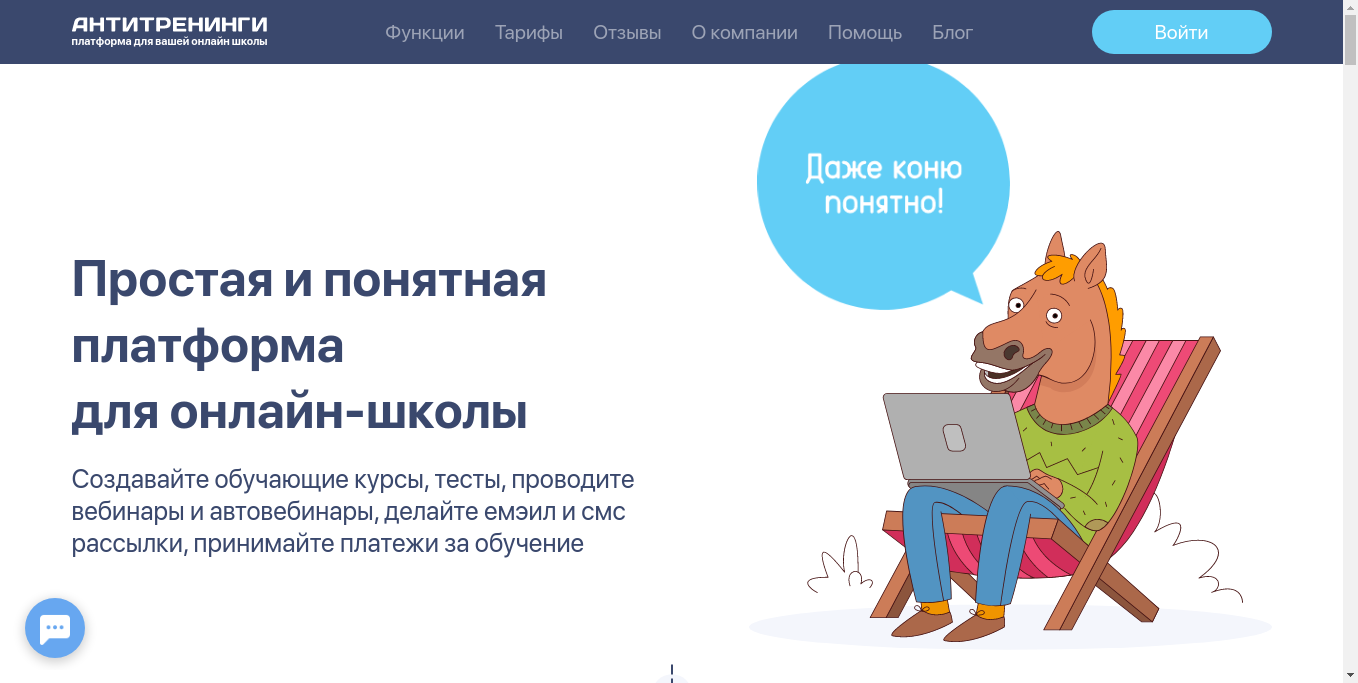 АНТИТРЕНИНГИ
платформа для вашей онлайн школы
Функции
Тарифы
Отзывы
О компании
Помощь
Блог
Войти
Даже коню
понятно!
Простая и понятная
платформа
для онлайн-школы
Создавайте обучающие курсы, тесты, проводите
вебинары и автовебинары, делайте емэил и смс
рассылки, принимайте платежи за обучение